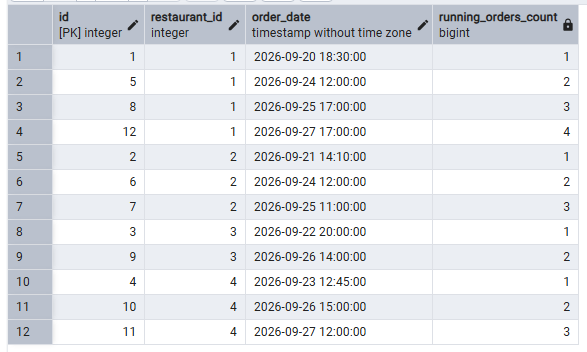 id restaurant_id order_date running_orders_count
[PK] integer integer timestamp without time zone bigint
1 1 1 2026-09-20 18:30:00 1
2 5 1 2026-09-24 12:00:00 2
3 8 1 2026-09-25 17:00:00 3
4 12 1 2026-09-27 17:00:00 4
5 2 2 2026-09-21 14:10:00 1
6 6 2 2026-09-24 12:00:00 2
7 7 2 2026-09-25 11:00:00 3
8 3 3 2026-09-22 20:00:00 1
9 9 3 2026-09-26 14:00:00 2
10 4 4 2026-09-23 12:45:00 1
11 10 4 2026-09-26 15:00:00 2
12 11 4 2026-09-27 12:00:00 3